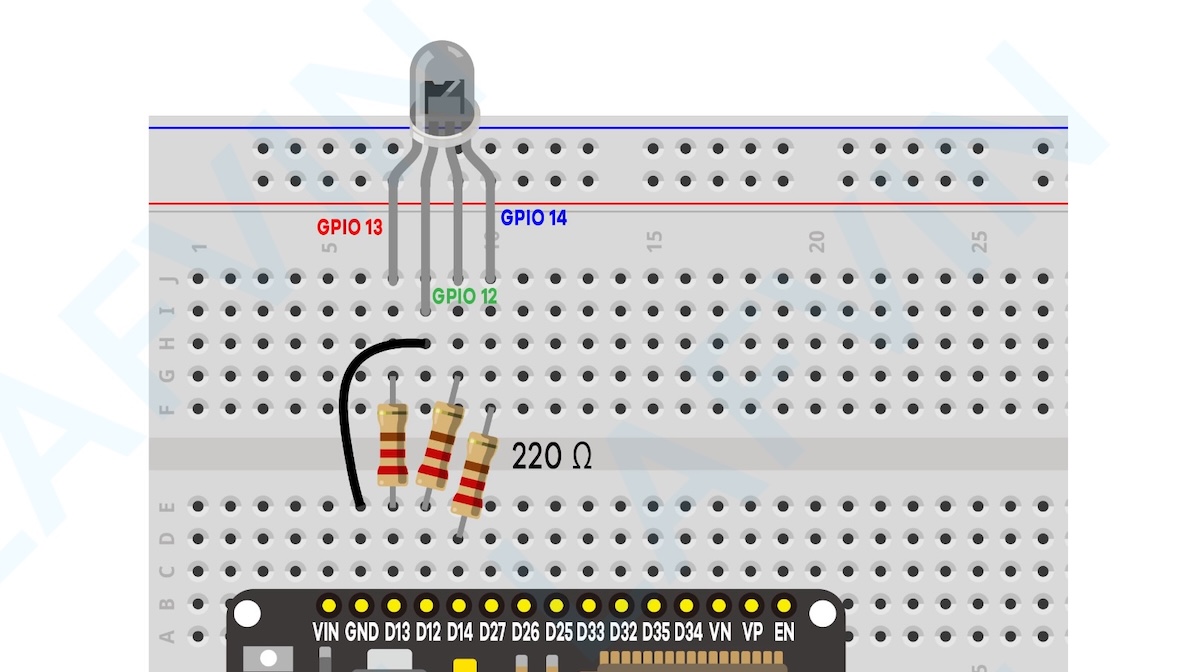 LAFVIN
GPIO 13
GPIO 14
1
5
10
15
20
25
J
GPIO 12
I
H
G
F
220 Ω
E
D
C
B
VIN GND D13 D12 D14 D27 D26 D25 D33 D32 D35 D34 VN VP EN
A